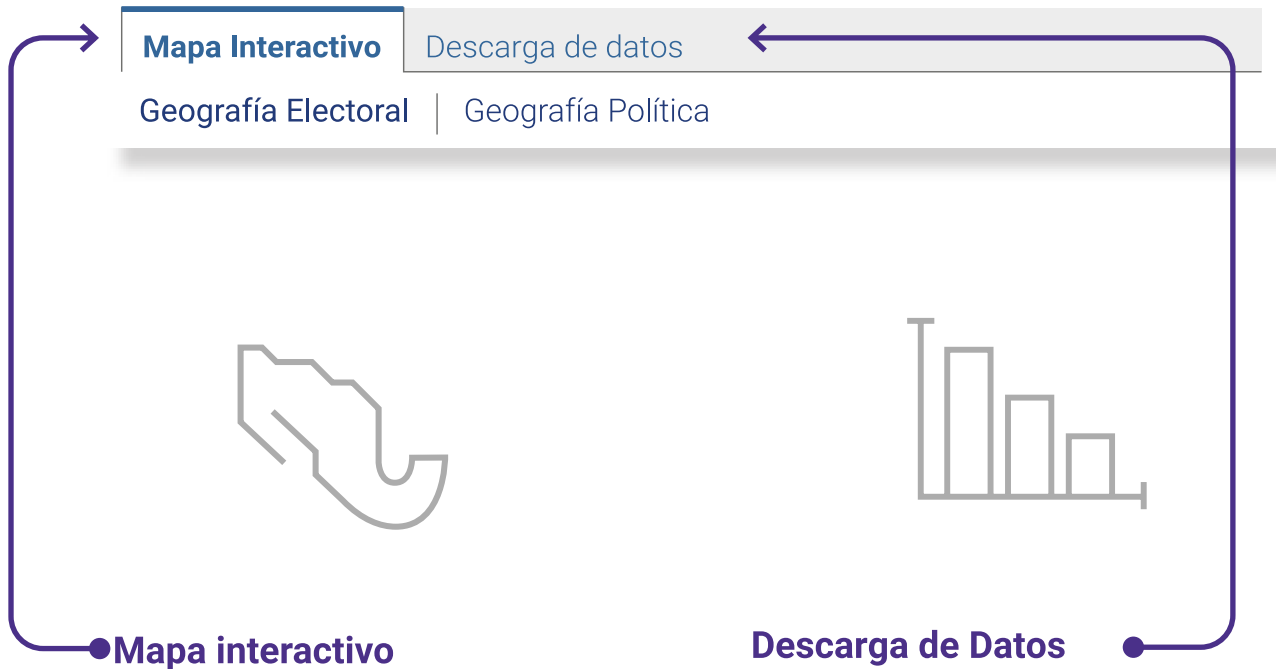 Mapa Interactivo
Descarga de datos
Geografía Electoral
Geografía Política
Mapa interactivo
Descarga de Datos